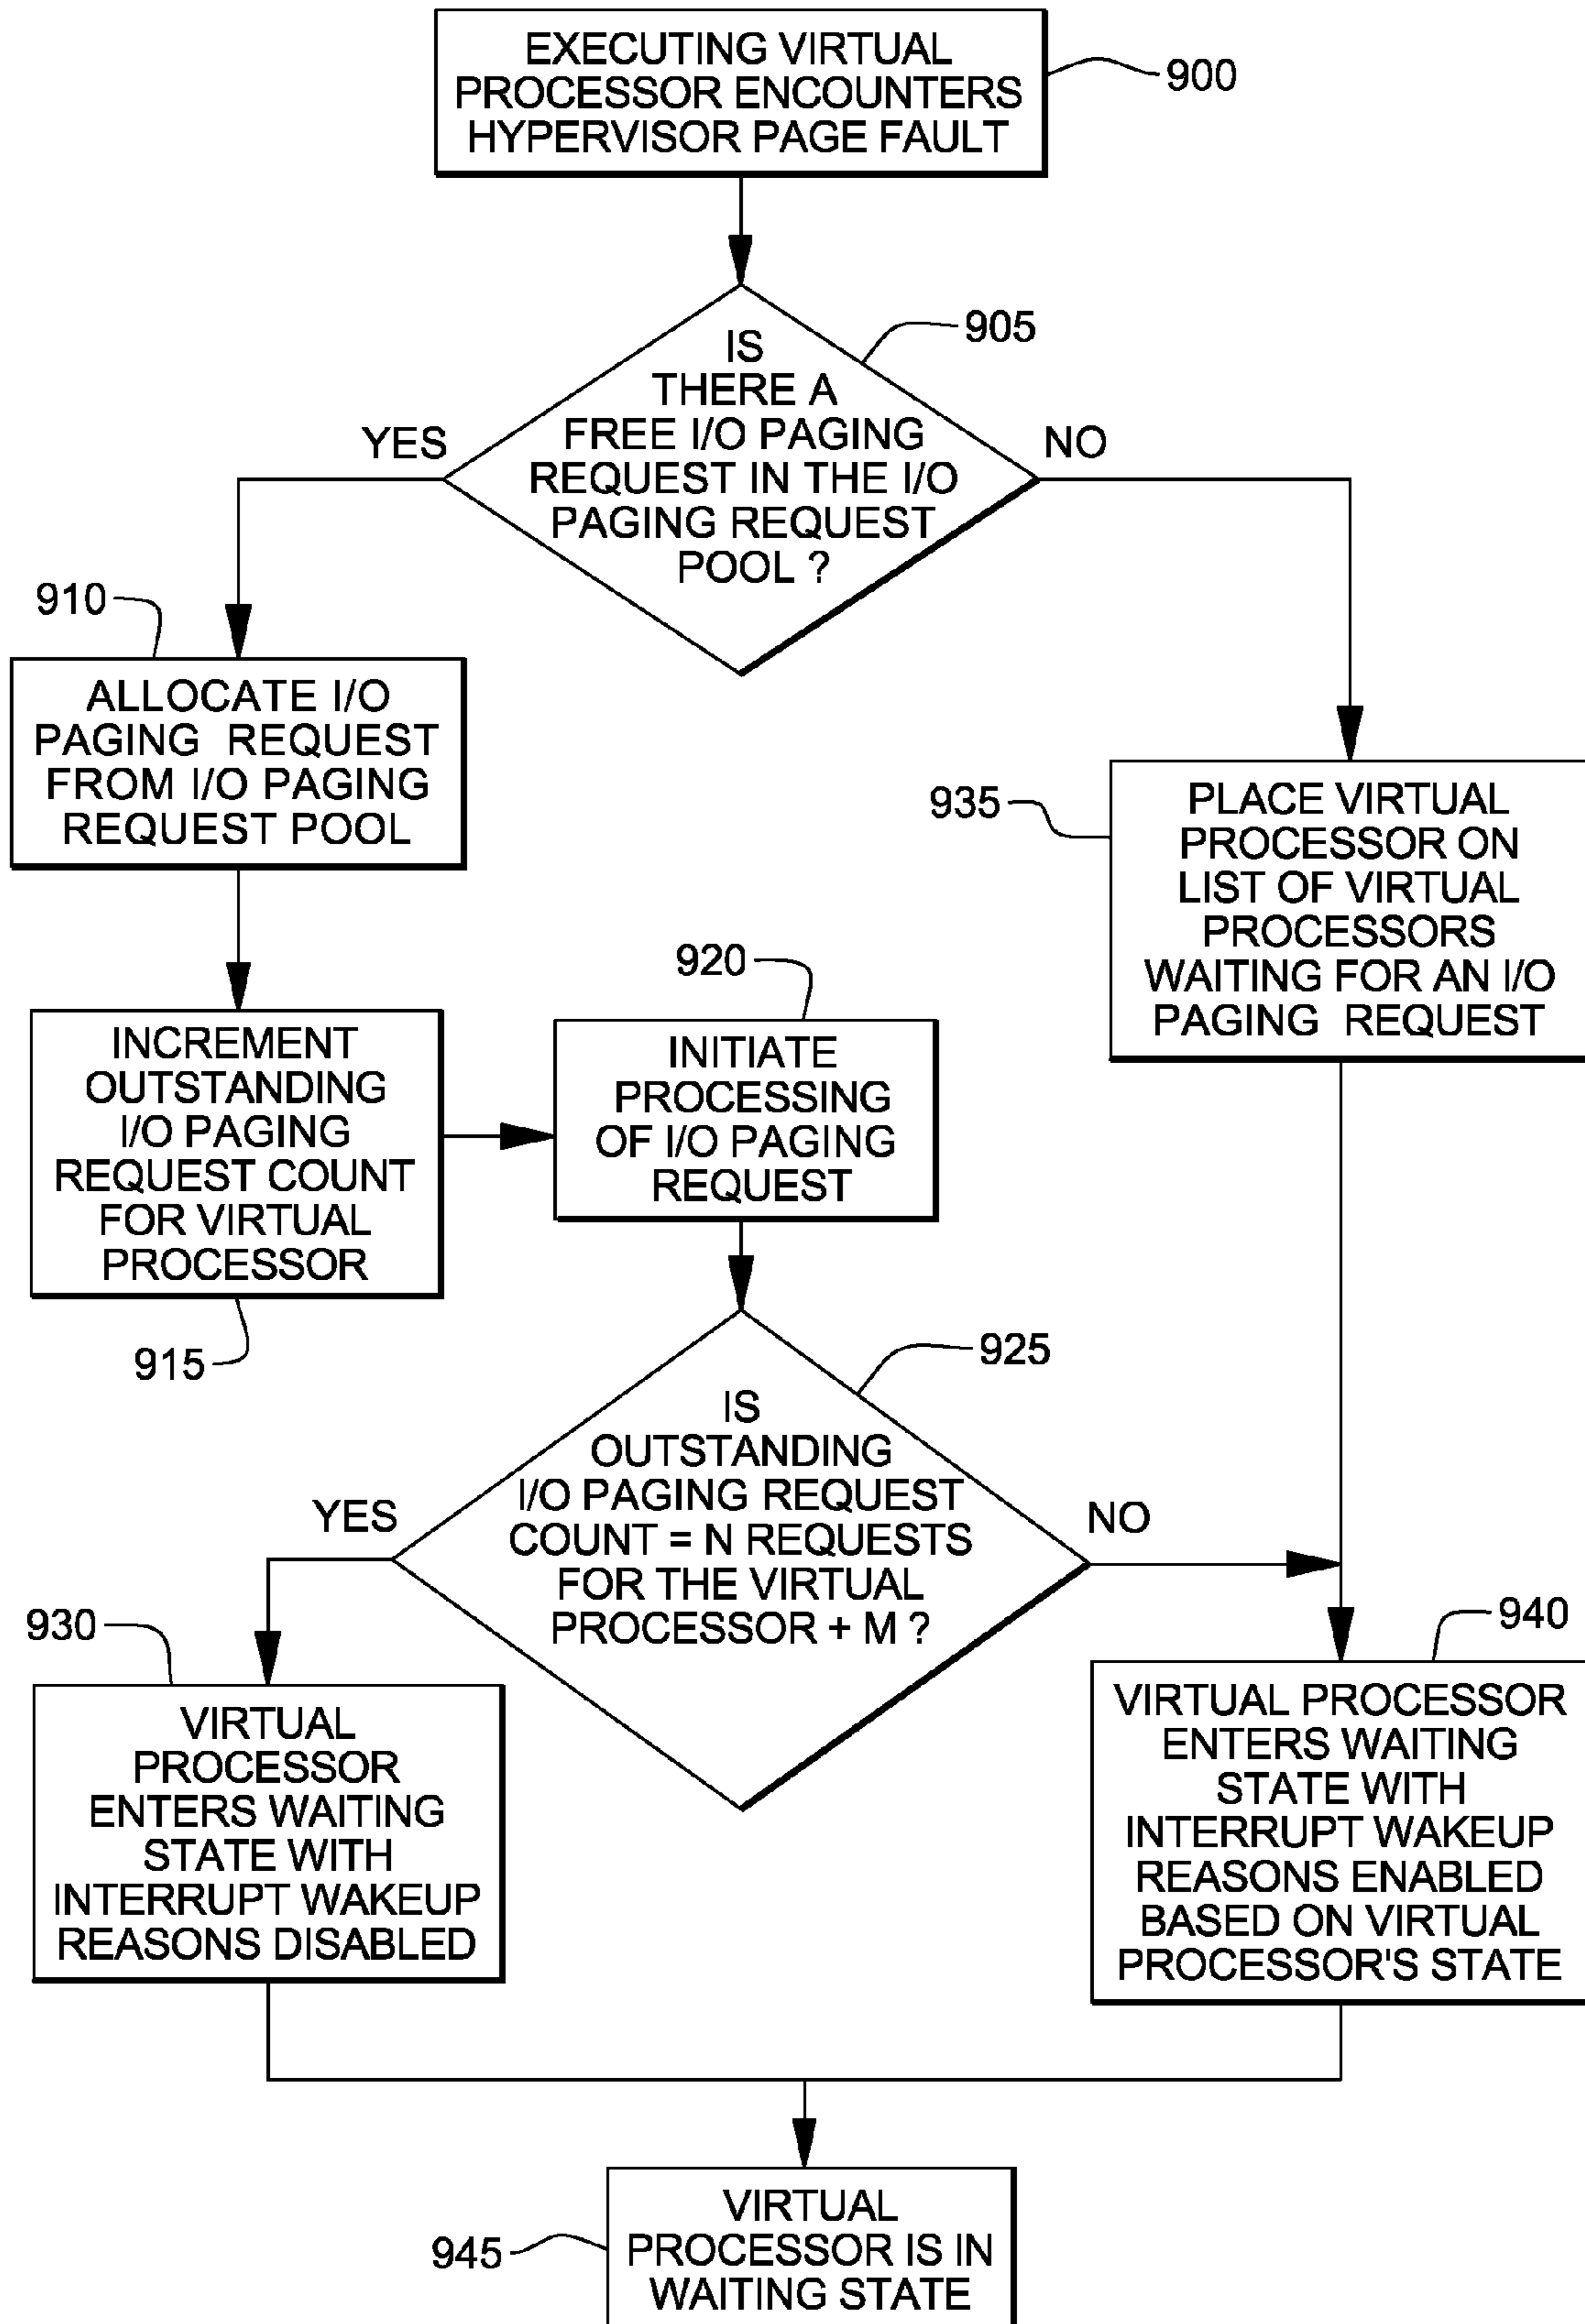 EXECUTING VIRTUAL
PROCESSOR ENCOUNTERS
HYPERVISOR PAGE FAULT
900
IS
THERE A
FREE I/O PAGING
REQUEST IN THE I/O
PAGING REQUEST
POOL ?
905
YES
NO
910
ALLOCATE I/O
PAGING REQUEST
FROM I/O PAGING
REQUEST POOL
935
PLACE VIRTUAL
PROCESSOR ON
LIST OF VIRTUAL
PROCESSORS
WAITING FOR AN I/O
PAGING REQUEST
INCREMENT
OUTSTANDING
I/O PAGING
REQUEST COUNT
FOR VIRTUAL
PROCESSOR
915
920
INITIATE
PROCESSING
OF I/O PAGING
REQUEST
925
IS
OUTSTANDING
I/O PAGING REQUEST
COUNT = N REQUESTS
FOR THE VIRTUAL
PROCESSOR + M ?
YES
NO
930
VIRTUAL
PROCESSOR
ENTERS WAITING
STATE WITH
INTERRUPT WAKEUP
REASONS DISABLED
940
VIRTUAL PROCESSOR
ENTERS WAITING
STATE WITH
INTERRUPT WAKEUP
REASONS ENABLED
BASED ON VIRTUAL
PROCESSOR'S STATE
945
VIRTUAL
PROCESSOR IS IN
WAITING STATE